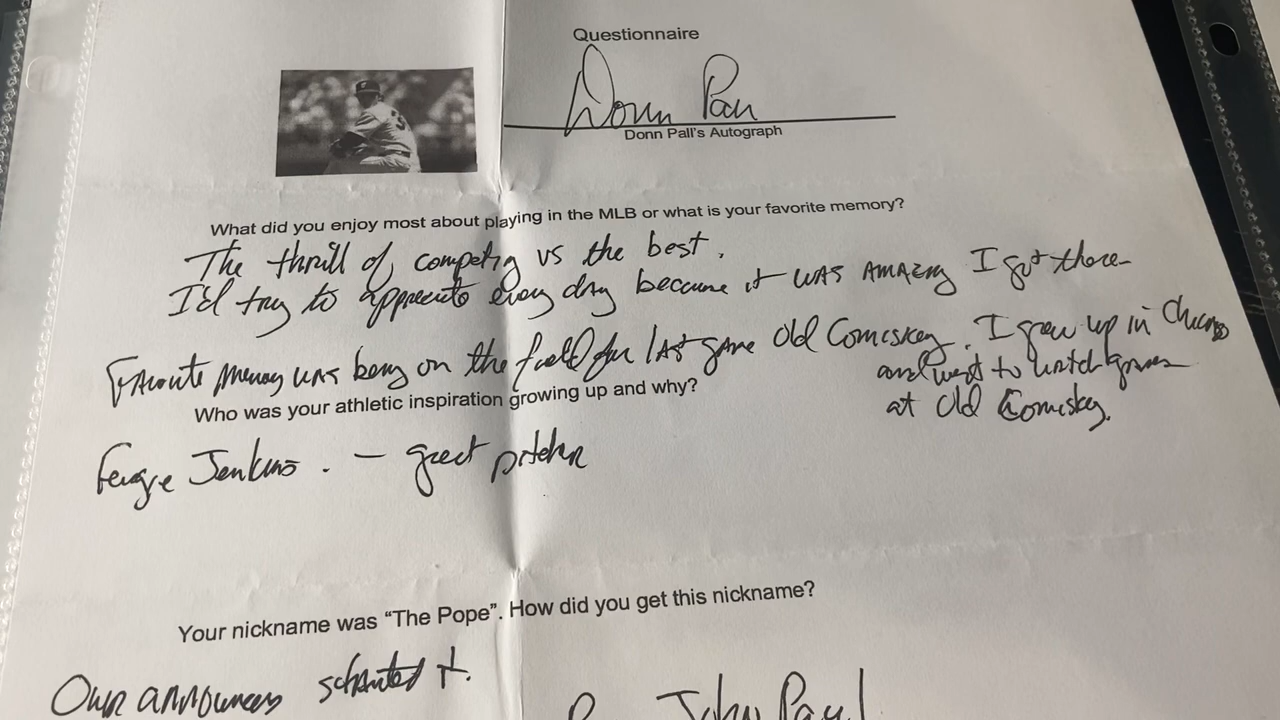 Questionnaire
Donn Pall
Donn Pall's Autograph
What did you enjoy most about playing in the MLB or what is your favorite memory?
The thrill of competing vs the best.
I'd try to appreciate every day because it was amazing I got there
Favorite memory was being on the field for last game Old Comiskey. I grew up in Chicago
and went to watch games
at Old Comiskey.
Who was your athletic inspiration growing up and why?
Fergie Jenkins. - great pitcher
Your nickname was “The Pope”. How did you get this nickname?
Our announcers started it.
John Paul